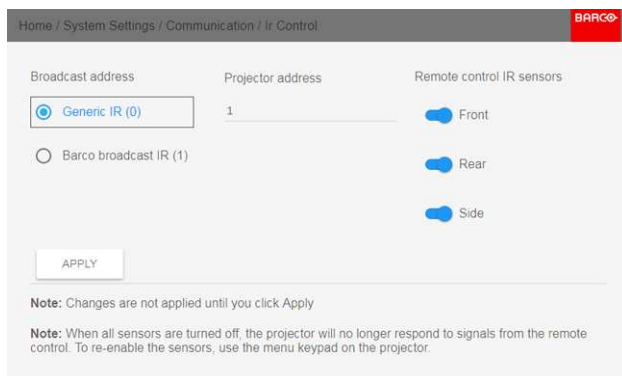 Home / System Settings / Communication / Ir Control
BARCO
Broadcast address
Projector address
Remote control IR sensors
Generic IR (0)
1
Front
Barco broadcast IR (1)
Rear
Side
APPLY
Note: Changes are not applied until you click Apply
Note: When all sensors are turned off, the projector will no longer respond to signals from the remote
control. To re-enable the sensors, use the menu keypad on the projector.